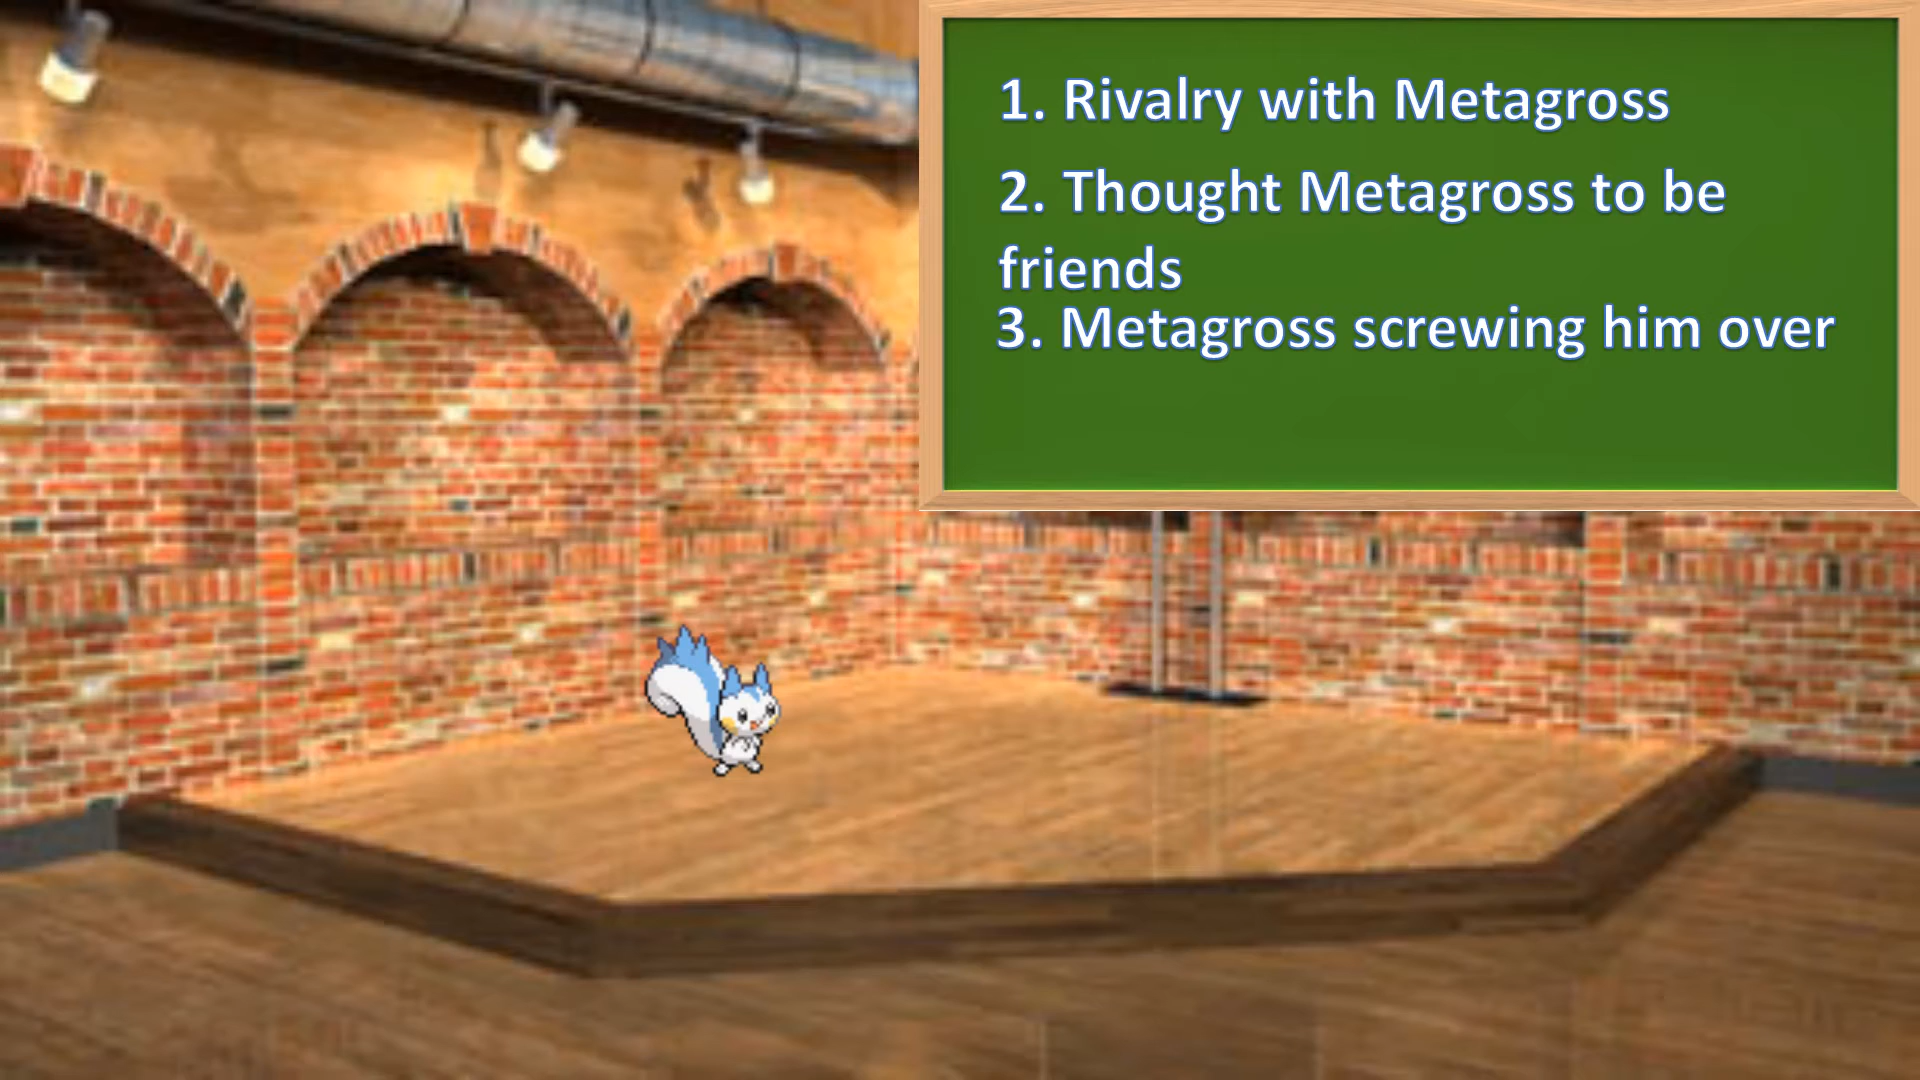 1. Rivalry with Metagross
2. Thought Metagross to be
friends
3. Metagross screwing him over